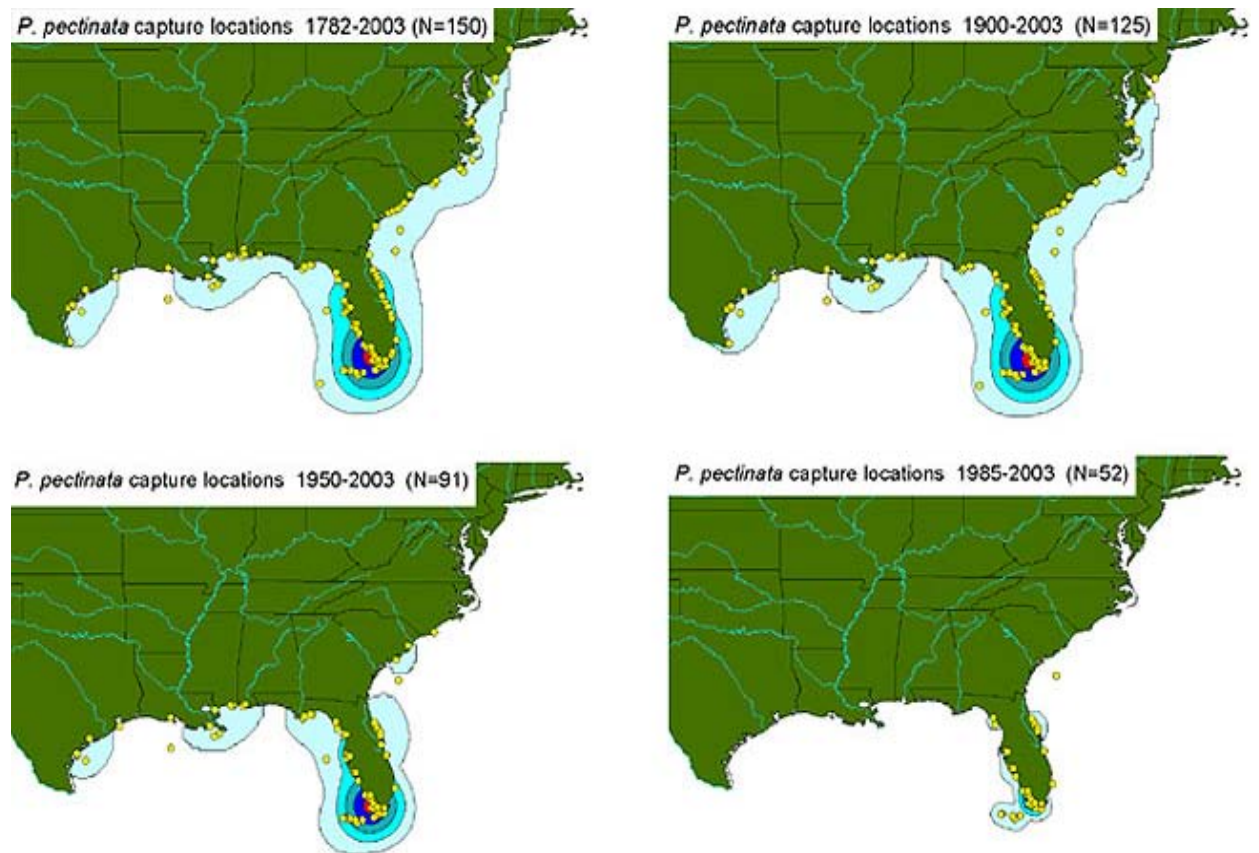 P. pectinata capture locations 1782-2003 (N=150)
P. pectinata capture locations 1900-2003 (N=125)
P. pectinata capture locations 1950-2003 (N=91)
P. pectinata capture locations 1985-2003 (N=52)